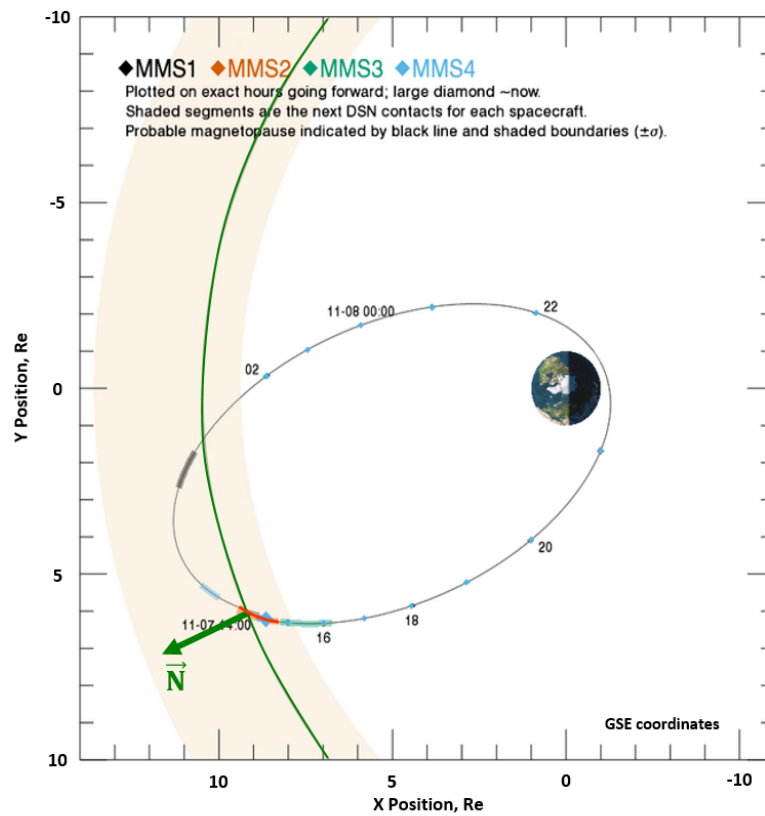 -10
◆MMS1 ◆MMS2 ◆MMS3 ◆MMS4
Plotted on exact hours going forward; large diamond ~now.
Shaded segments are the next DSN contacts for each spacecraft.
Probable magnetopause indicated by black line and shaded boundaries (±σ).
-5
11-08 00:00
22
02
0
Y Position, Re
20
5
18
11-07 14:00
16
N
GSE coordinates
10
10 5 0 -10
X Position, Re